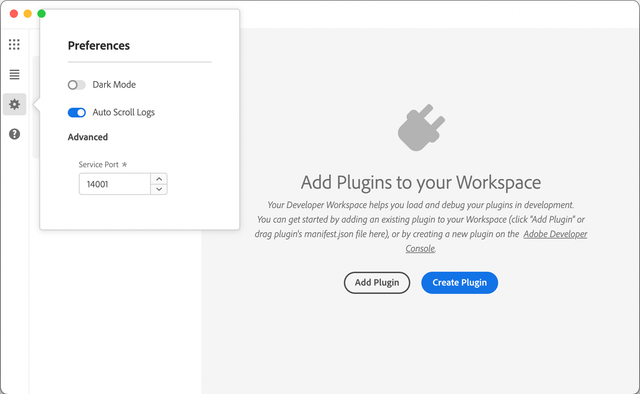 Preferences
Dark Mode
Auto Scroll Logs
Advanced
Service Port *
14001
Add Plugins to your Workspace
Your Developer Workspace helps you load and debug your plugins in development.
You can get started by adding an existing plugin to your Workspace (click "Add Plugin" or
drag plugin's manifest.json file here), or by creating a new plugin on the Adobe Developer
Console.
Add Plugin
Create Plugin